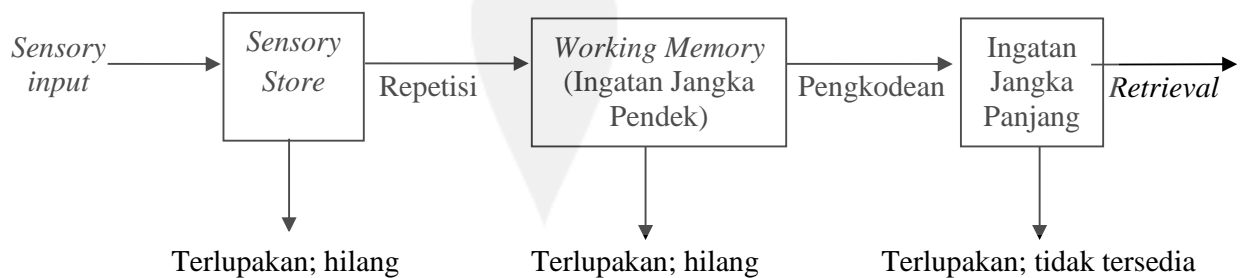 Sensory
input
Sensory
Store
Repetisi
Working Memory
(Ingatan Jangka
Pendek)
Pengkodean
Ingatan
Jangka
Panjang
Retrieval
Terlupakan; hilang
Terlupakan; hilang
Terlupakan; tidak tersedia